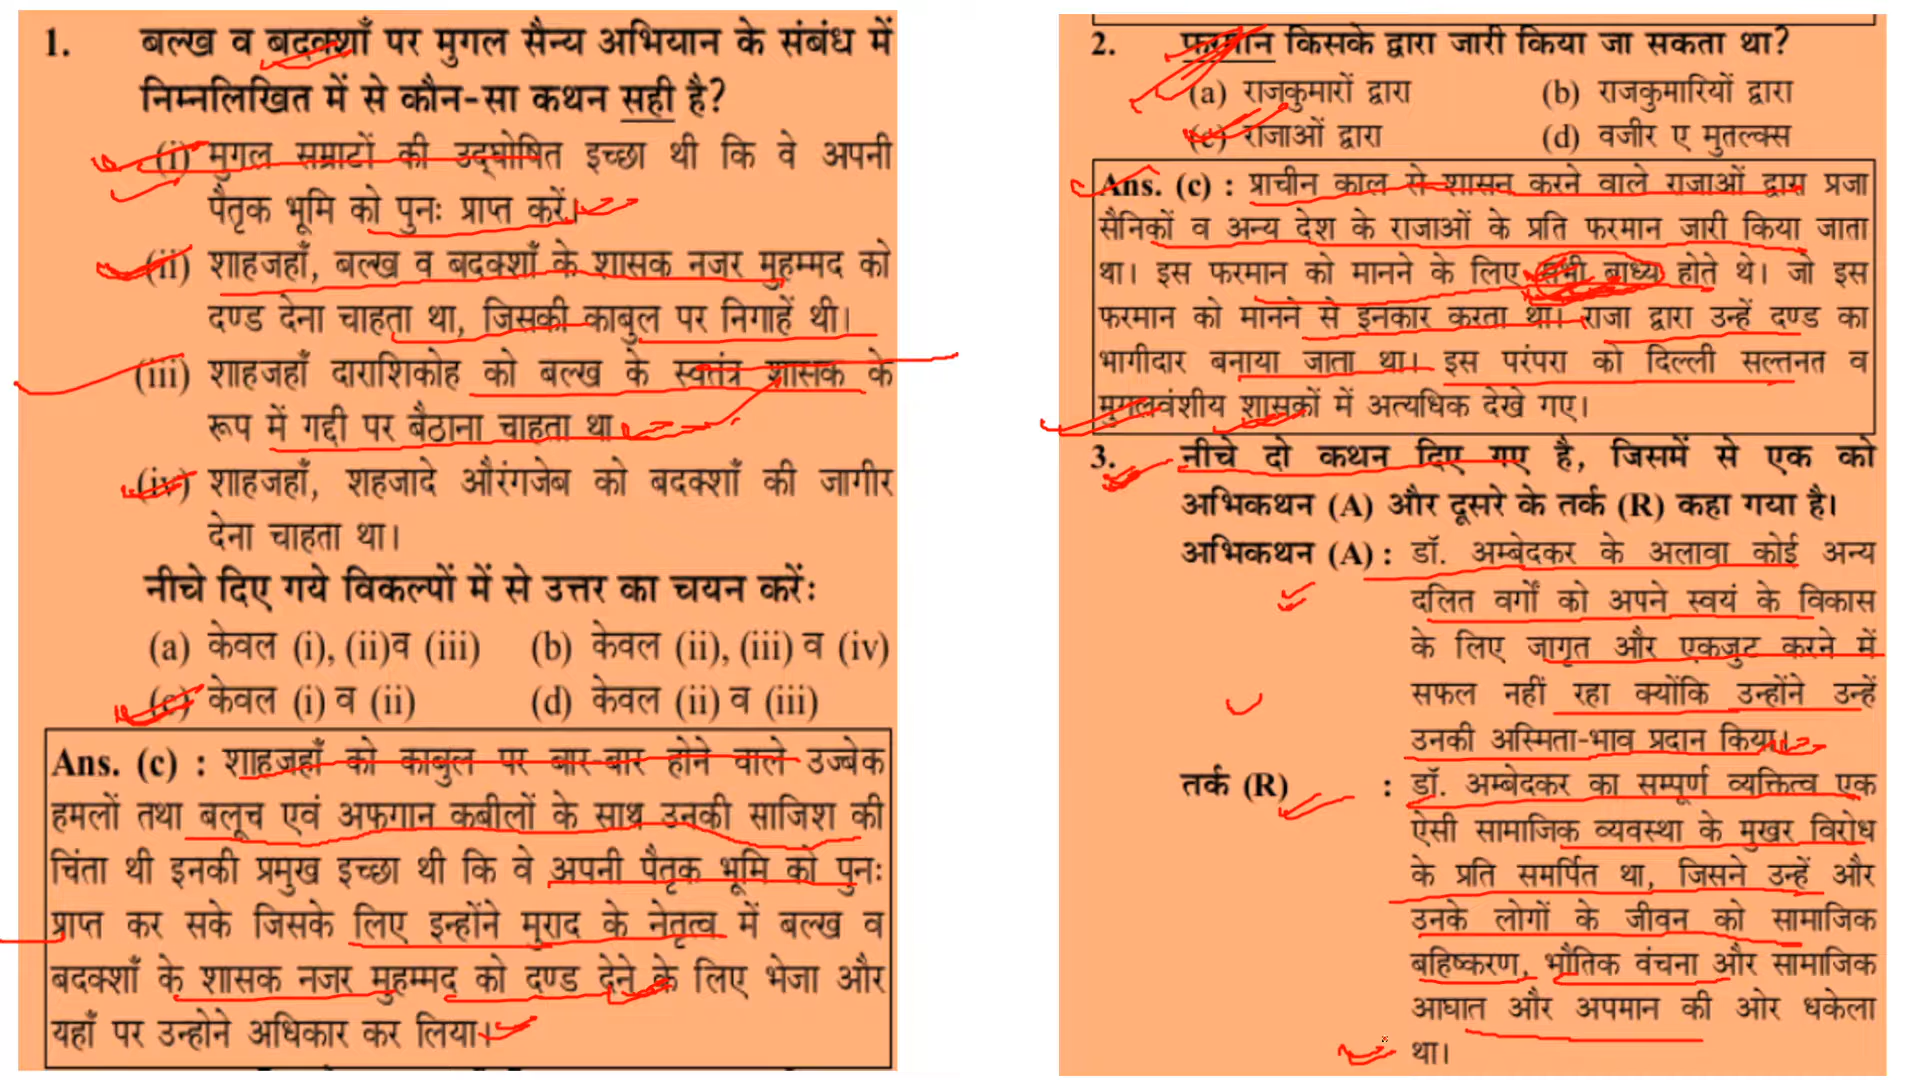 1. बल्ख व बदक्शाँ पर मुगल सैन्य अभियान के संबंध में
निम्नलिखित में से कौन-सा कथन सही है?
(i) मुगल सम्राटों की उद्घोषित इच्छा थी कि वे अपनी
पैतृक भूमि को पुनः प्राप्त करें।
(ii) शाहजहाँ, बल्ख व बदक्शाँ के शासक नजर मुहम्मद को
दण्ड देना चाहता था, जिसकी काबुल पर निगाहें थी।
(iii) शाहजहाँ दाराशिकोह को बल्ख के स्वतंत्र शासक के
रूप में गद्दी पर बैठाना चाहता था
(iv) शाहजहाँ, शहजादे औरंगजेब को बदक्शाँ की जागीर
देना चाहता था।
नीचे दिए गये विकल्पों में से उत्तर का चयन करें:
(a) केवल (i), (ii)व (iii) (b) केवल (ii), (iii) व (iv)
(c) केवल (i) व (ii) (d) केवल (ii) व (iii)
Ans. (c) : शाहजहाँ को काबुल पर बार-बार होने वाले उज्बेक
हमलों तथा बलूच एवं अफगान कबीलों के साथ उनकी साजिश की
चिंता थी इनकी प्रमुख इच्छा थी कि वे अपनी पैतृक भूमि को पुनः
प्राप्त कर सके जिसके लिए इन्होंने मुराद के नेतृत्व में बल्ख व
बदक्शाँ के शासक नजर मुहम्मद को दण्ड देने के लिए भेजा और
यहाँ पर उन्होने अधिकार कर लिया।
2. फरमान किसके द्वारा जारी किया जा सकता था?
(a) राजकुमारों द्वारा (b) राजकुमारियों द्वारा
(c) राजाओं द्वारा (d) वजीर ए मुतल्क्स
Ans. (c) : प्राचीन काल से शासन करने वाले राजाओं द्वारा प्रजा
सैनिकों व अन्य देश के राजाओं के प्रति फरमान जारी किया जाता
था। इस फरमान को मानने के लिए सभी बाध्य होते थे। जो इस
फरमान को मानने से इनकार करता था। राजा द्वारा उन्हें दण्ड का
भागीदार बनाया जाता था। इस परंपरा को दिल्ली सल्तनत व
मुगलवंशीय शासकों में अत्यधिक देखे गए।
3. नीचे दो कथन दिए गए है, जिसमें से एक को
अभिकथन (A) और दूसरे के तर्क (R) कहा गया है।
अभिकथन (A) : डॉ. अम्बेदकर के अलावा कोई अन्य
दलित वर्गों को अपने स्वयं के विकास
के लिए जागृत और एकजुट करने में
सफल नहीं रहा क्योंकि उन्होंने उन्हें
उनकी अस्मिता-भाव प्रदान किया।
तर्क (R) : डॉ. अम्बेदकर का सम्पूर्ण व्यक्तित्व एक
ऐसी सामाजिक व्यवस्था के मुखर विरोध
के प्रति समर्पित था, जिसने उन्हें और
उनके लोगों के जीवन को सामाजिक
बहिष्करण, भौतिक वंचना और सामाजिक
आघात और अपमान की ओर धकेला
था।